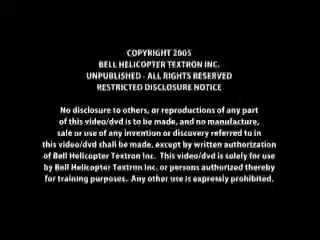 COPYRIGHT 2005
BELL HELICOPTER TEXTRON INC.
UNPUBLISHED - ALL RIGHTS RESERVED
RESTRICTED DISCLOSURE NOTICE
No disclosure to others, or reproductions of any part
of this video/dvd is to be made, and no manufacture,
sale or use of any invention or discovery referred to in
this video/dvd shall be made, except by written authorization
of Bell Helicopter Textron Inc. This video/dvd is solely for use
by Bell Helicopter Textron Inc. or persons authorized thereby
for training purposes. Any other use is expressly prohibited.